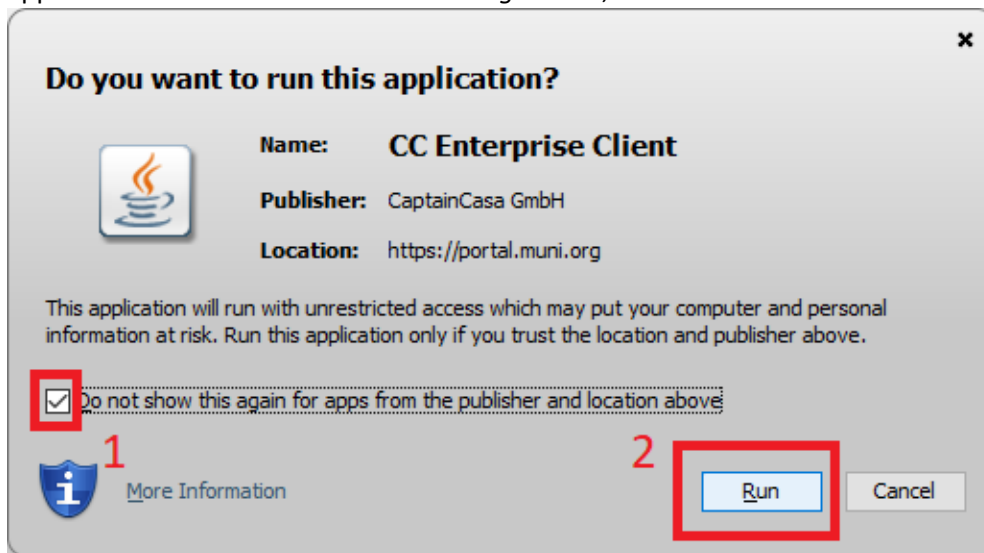 Do you want to run this application?
Name: CC Enterprise Client
Publisher: CaptainCasa GmbH
Location: https://portal.muni.org
This application will run with unrestricted access which may put your computer and personal
information at risk. Run this application only if you trust the location and publisher above.
Do not show this again for apps from the publisher and location above
1
2
More Information
Run
Cancel